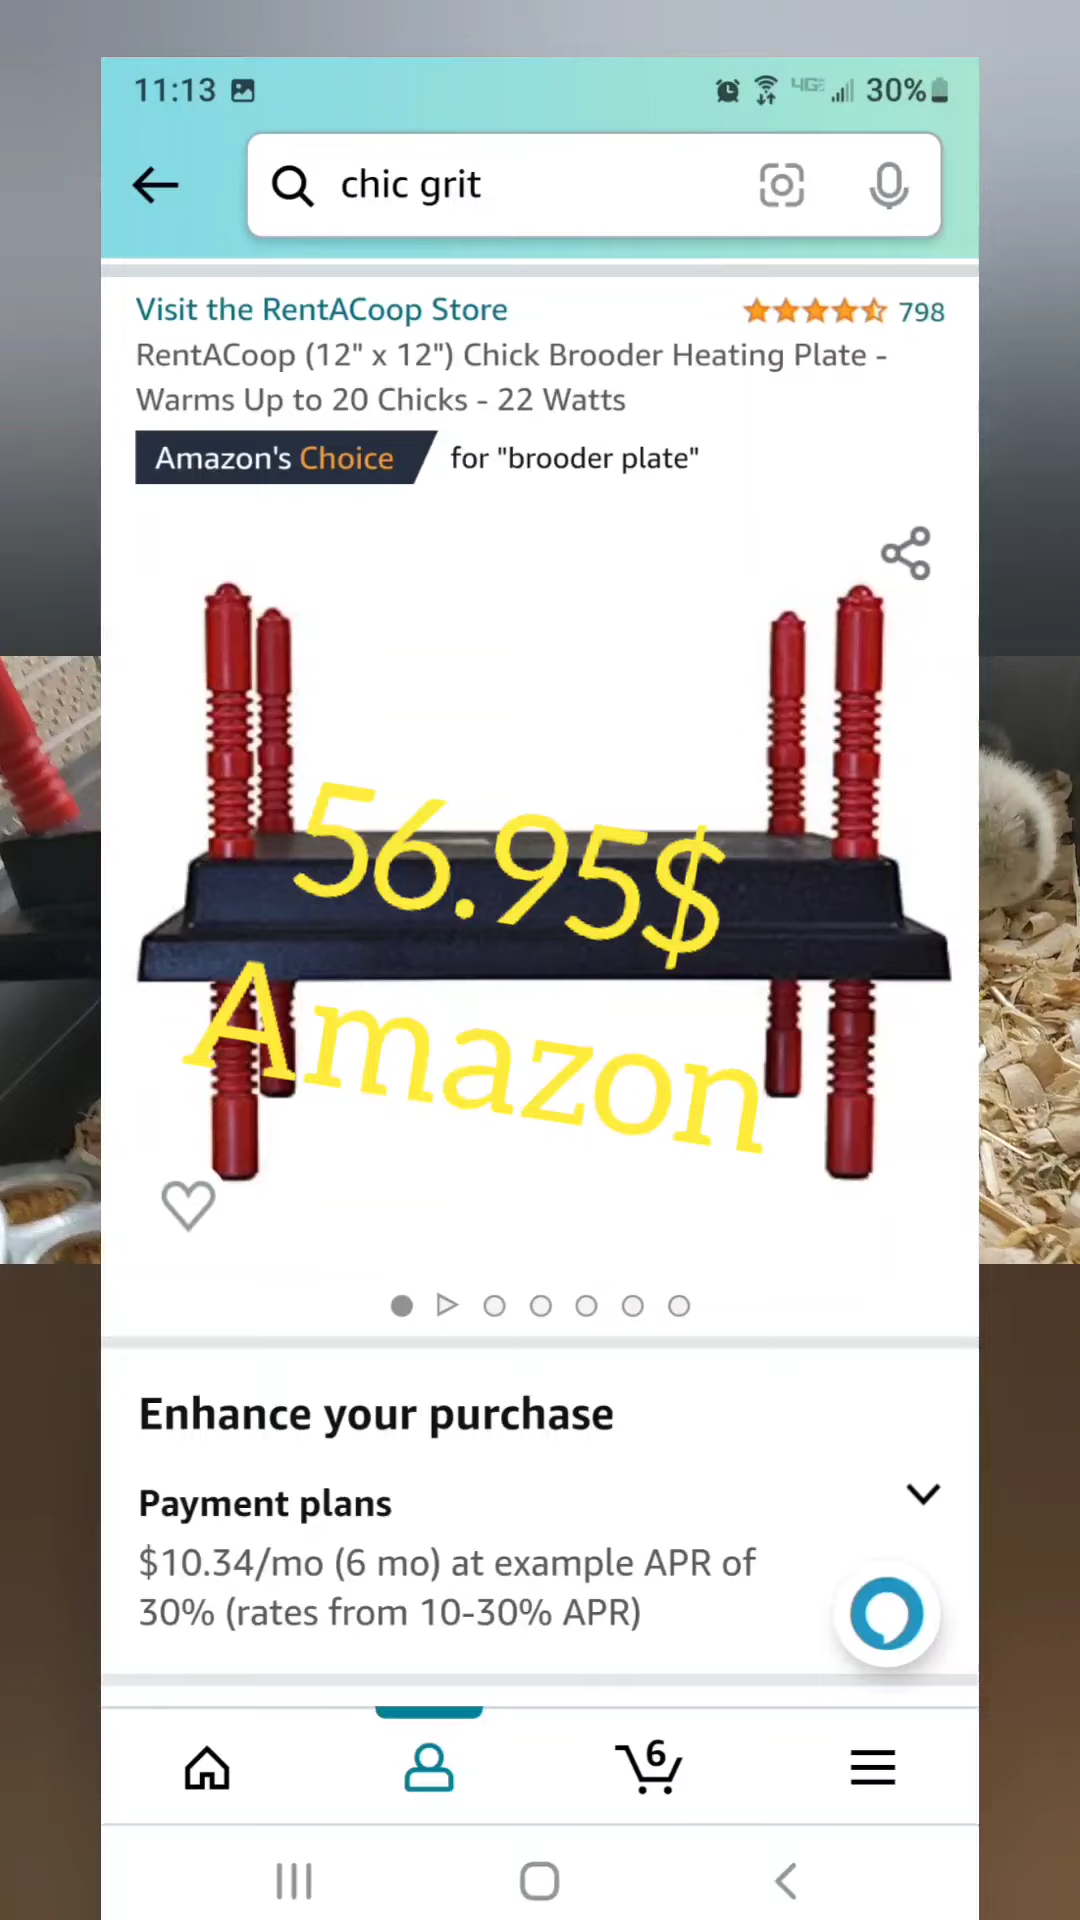 11:13 4GE 30%
chic grit
Visit the RentACoop Store 798
RentACoop (12" x 12") Chick Brooder Heating Plate -
Warms Up to 20 Chicks - 22 Watts
Amazon's Choice for "brooder plate"
56.95$
Amazon
Enhance your purchase
Payment plans
$10.34/mo (6 mo) at example APR of
30% (rates from 10-30% APR)
6